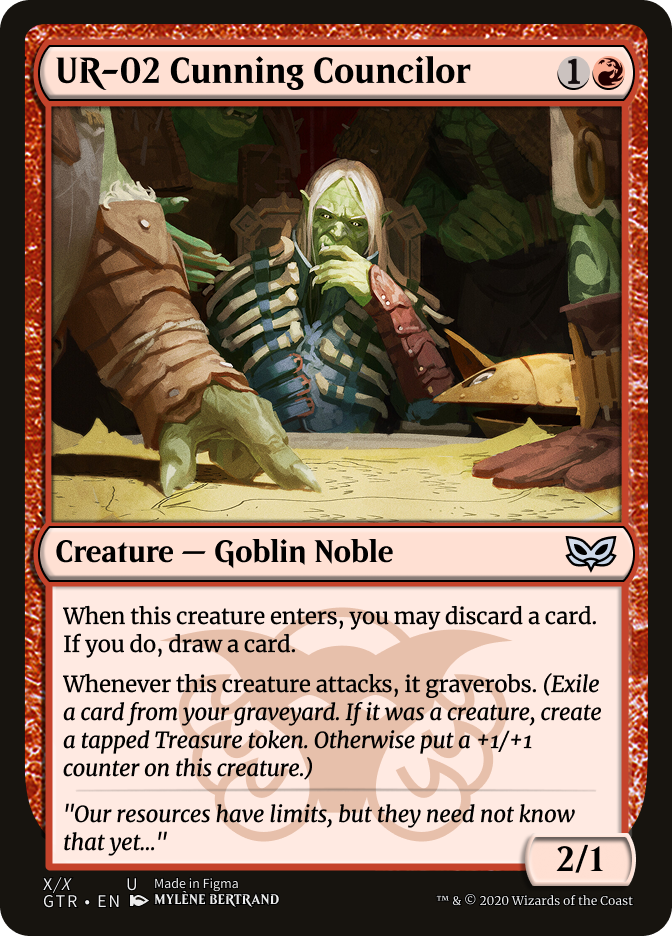 UR-02 Cunning Councilor
1
Creature — Goblin Noble
When this creature enters, you may discard a card.
If you do, draw a card.
Whenever this creature attacks, it graverobs. (Exile
a card from your graveyard. If it was a creature, create
a tapped Treasure token. Otherwise put a +1/+1
counter on this creature.)
"Our resources have limits, but they need not know
that yet..."
2/1
X/X U Made in Figma
GTR • EN MYLÈNE BERTRAND
™ & © 2020 Wizards of the Coast